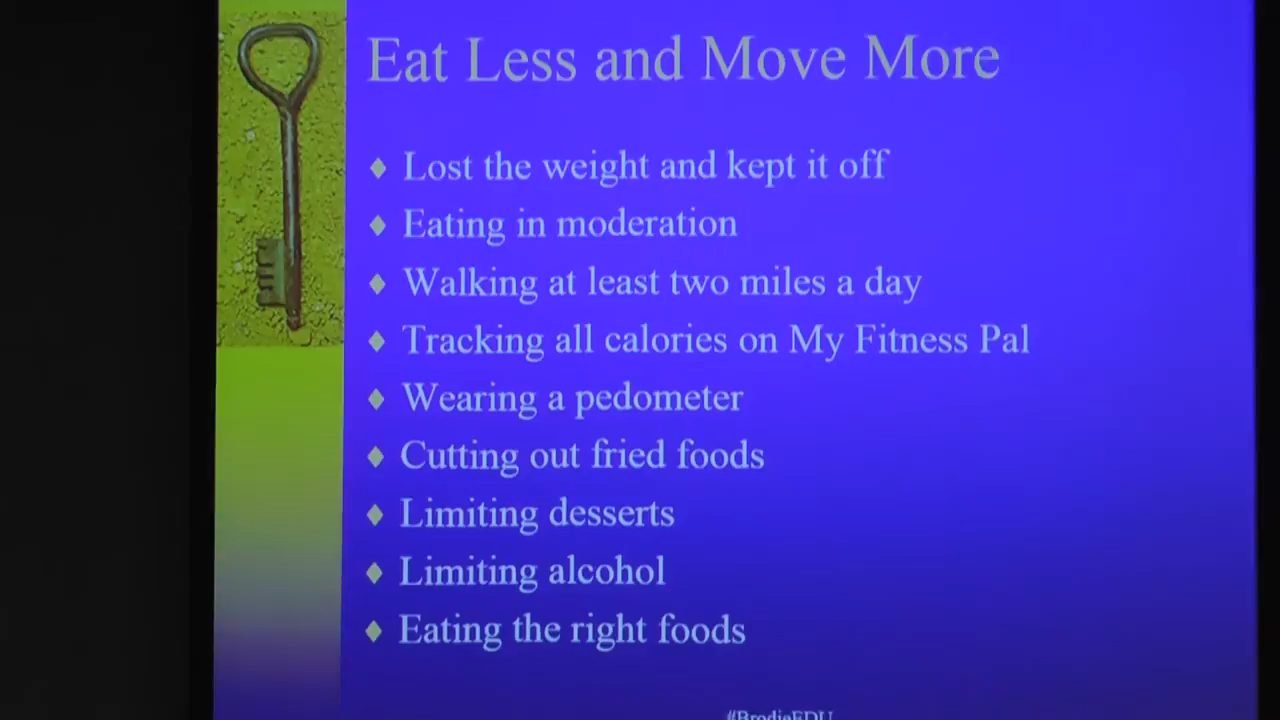 Eat Less and Move More
Lost the weight and kept it off
Eating in moderation
Walking at least two miles a day
Tracking all calories on My Fitness Pal
Wearing a pedometer
Cutting out fried foods
Limiting desserts
Limiting alcohol
Eating the right foods
#BrodieEDU